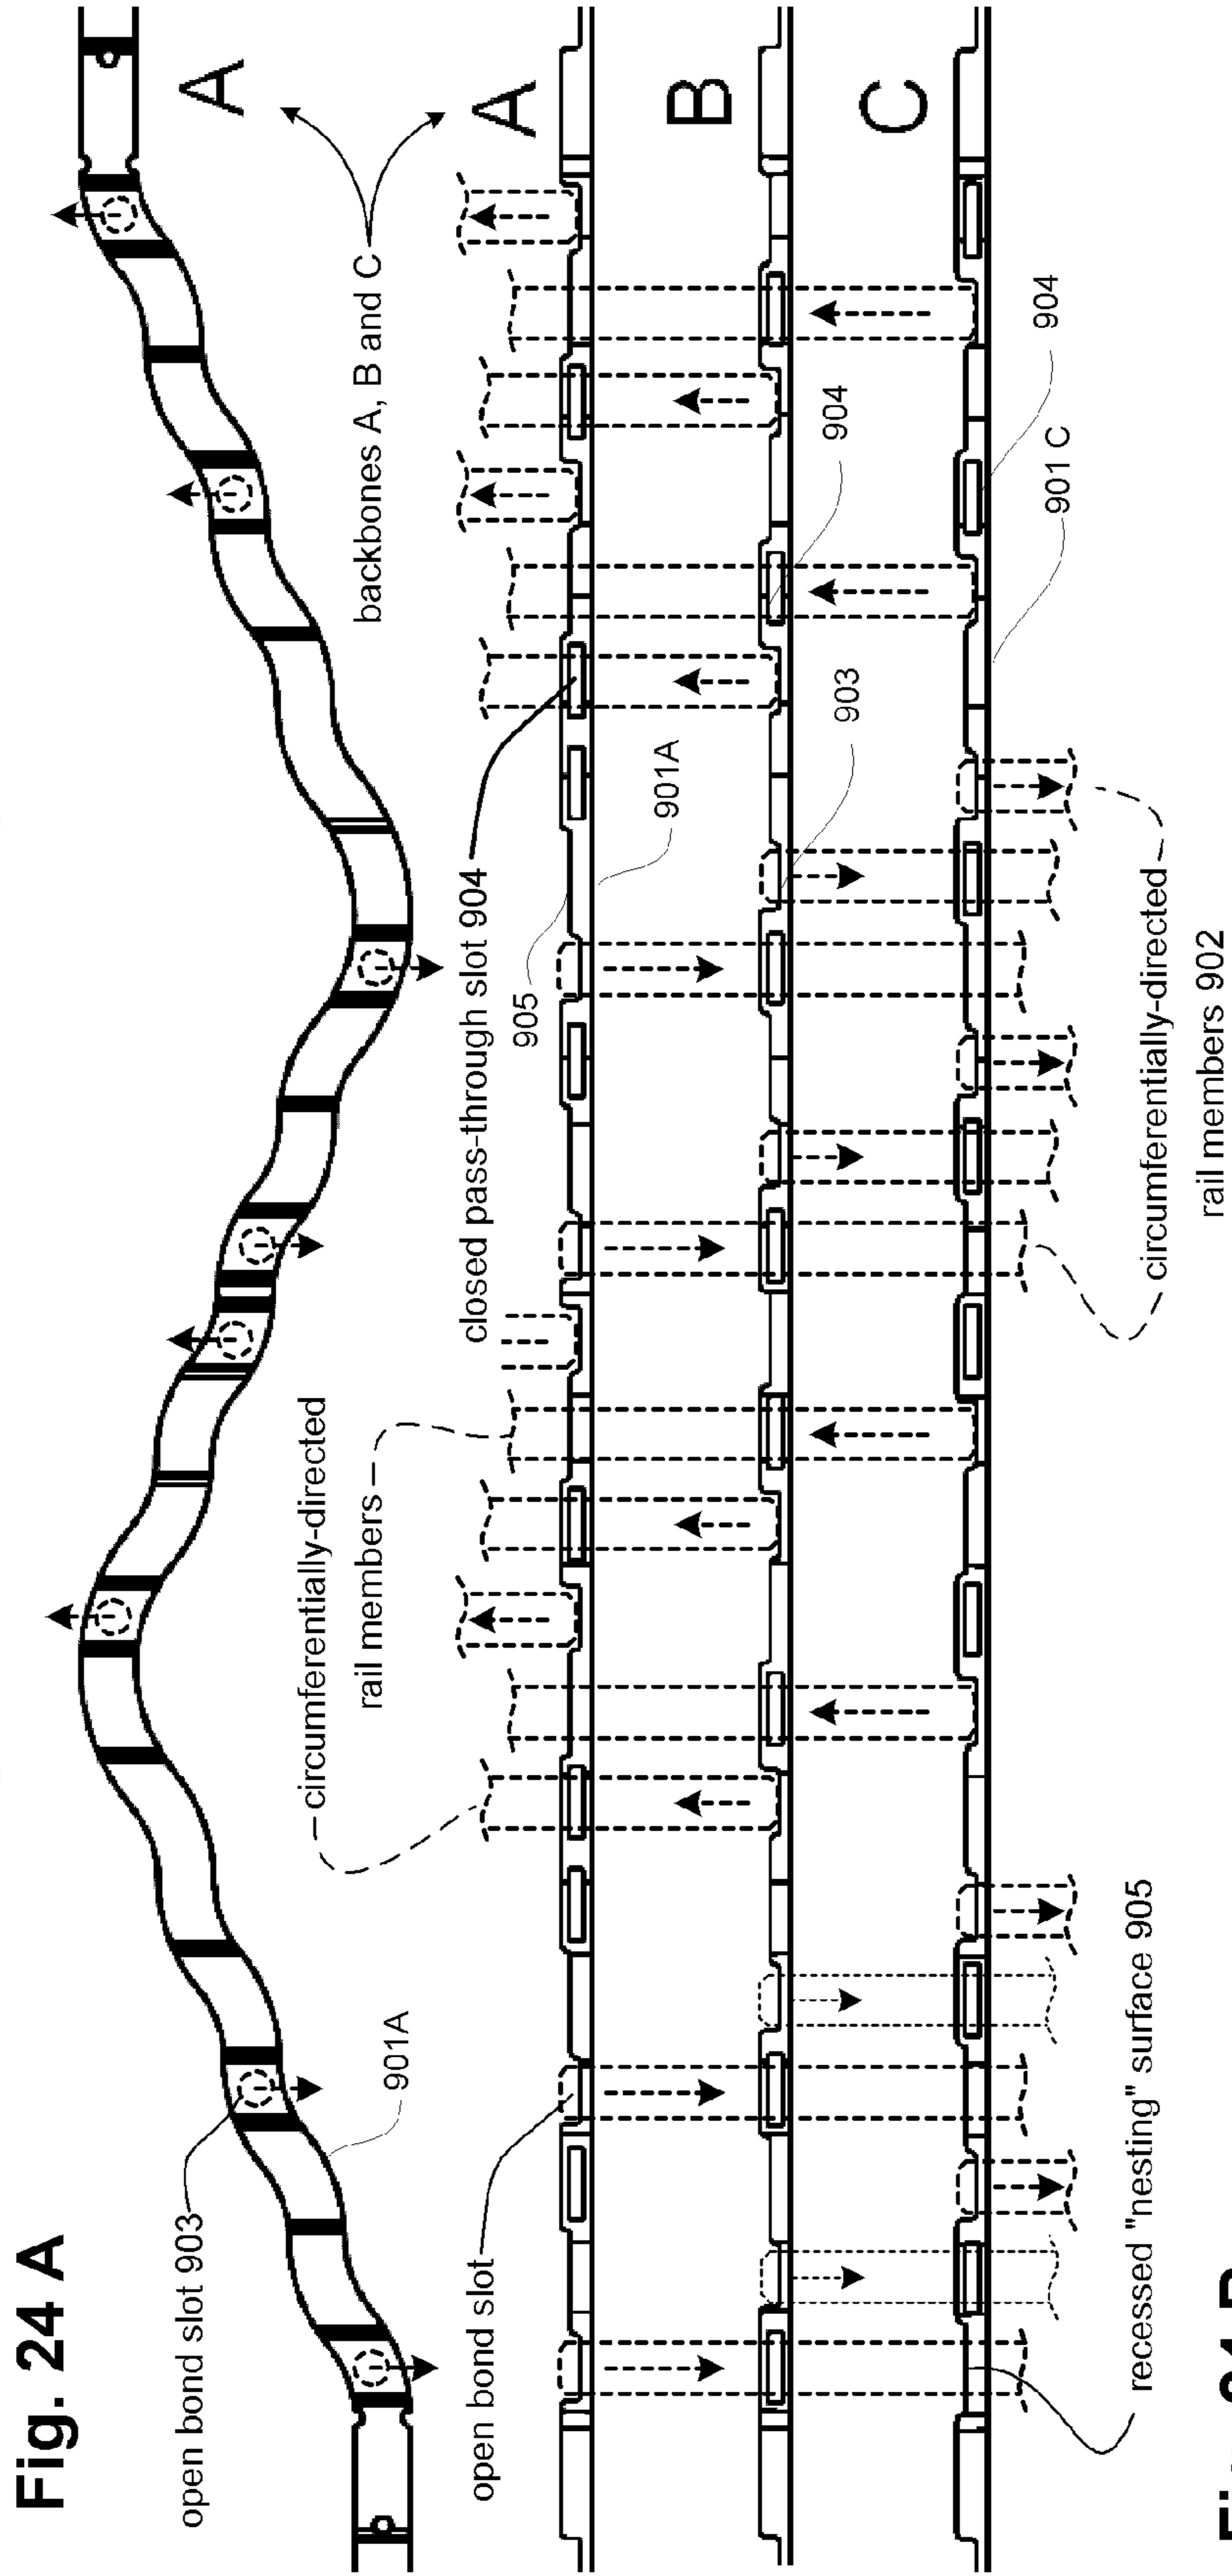 Fig. 24 A
open bond slot 903
A
circumferentially-directed
rail members
backbones A, B and C
901A
open bond slot
closed pass-through slot 904
A
905
901A
B
904
903
C
904
901 C
recessed "nesting" surface 905
circumferentially-directed
rail members 902